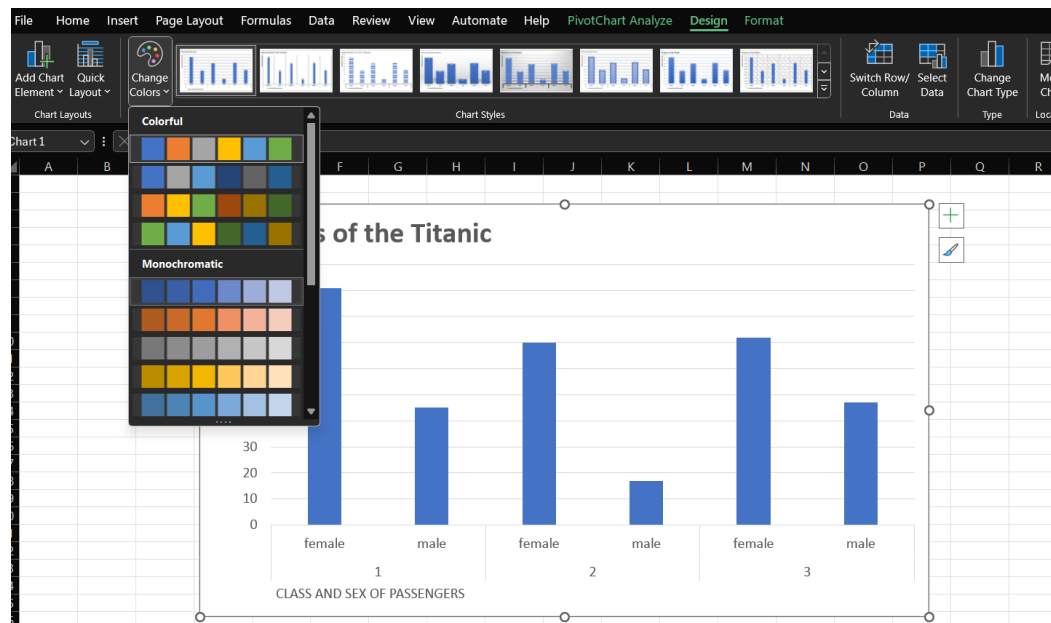 File Home Insert Page Layout Formulas Data Review View Automate Help PivotChart Analyze Design Format
Add Chart Element
Quick Layout
Change Colors
Switch Row/ Column
Select Data
Change Chart Type
Chart Layouts
Chart Styles
Data
Type
Chart 1
Colorful
Monochromatic
A B F G H I J K L M N O P Q R
s of the Titanic
30
20
10
0
female male female male female male
1 2 3
CLASS AND SEX OF PASSENGERS